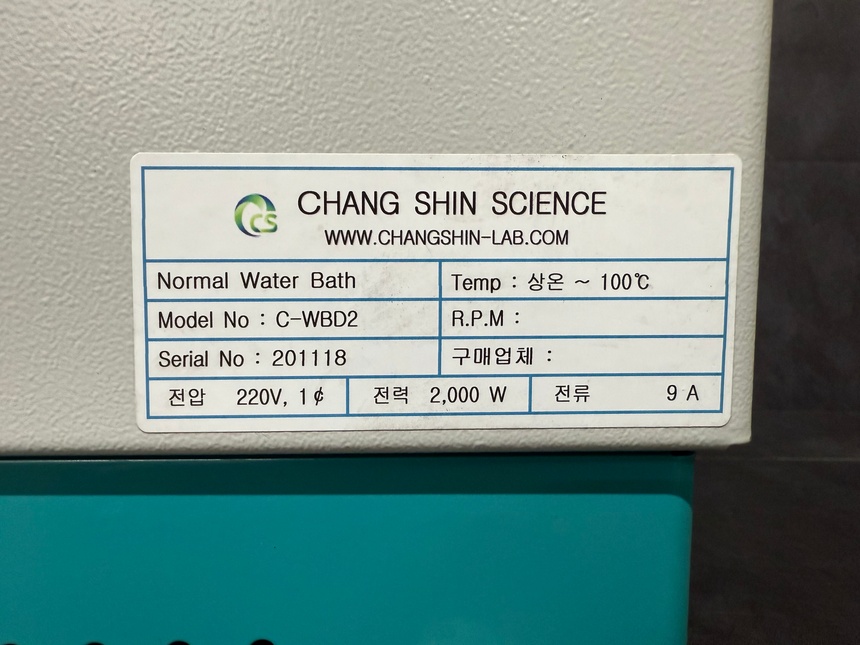 CS
CHANG SHIN SCIENCE
WWW.CHANGSHIN-LAB.COM
Normal Water Bath
Temp : 상온 ~ 100℃
Model No : C-WBD2
R.P.M :
Serial No : 201118
구매업체 :
전압 220V, 1¢
전력 2,000 W
전류 9 A